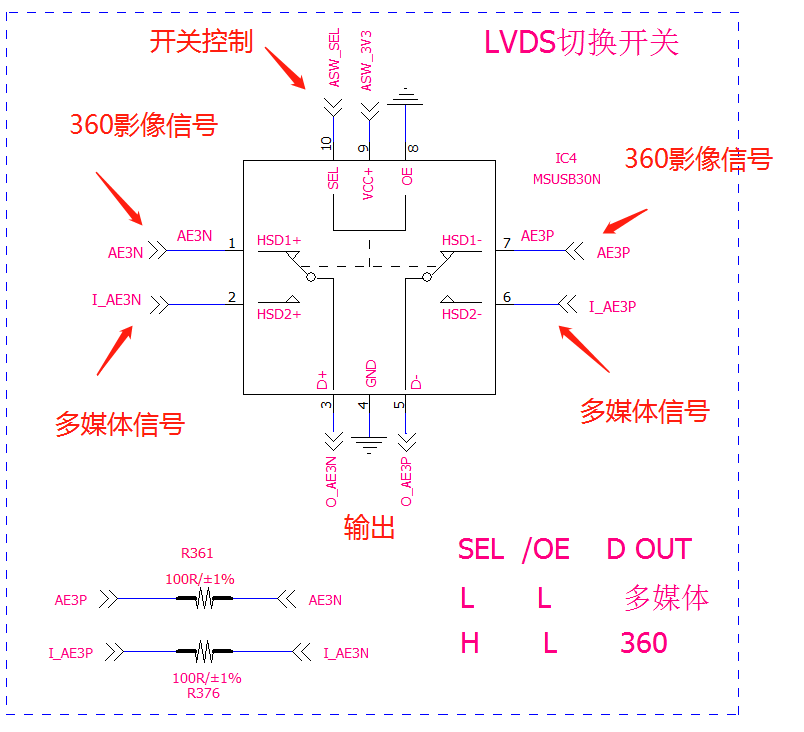 开关控制
ASW_SEL
ASW_3V3
LVDS切换开关
360影像信号
10
9
8
IC4
MSUSB30N
360影像信号
SEL
VCC+
OE
AE3N
AE3N
1
HSD1+
HSD1-
7
AE3P
AE3P
I_AE3N
2
HSD2+
HSD2-
6
I_AE3P
多媒体信号
多媒体信号
D+
GND
D-
3
4
5
O_AE3N
O_AE3P
输出
R361
100R/±1%
AE3P
AE3N
I_AE3P
I_AE3N
100R/±1%
R376
SEL /OE D OUT
L L 多媒体
H L 360